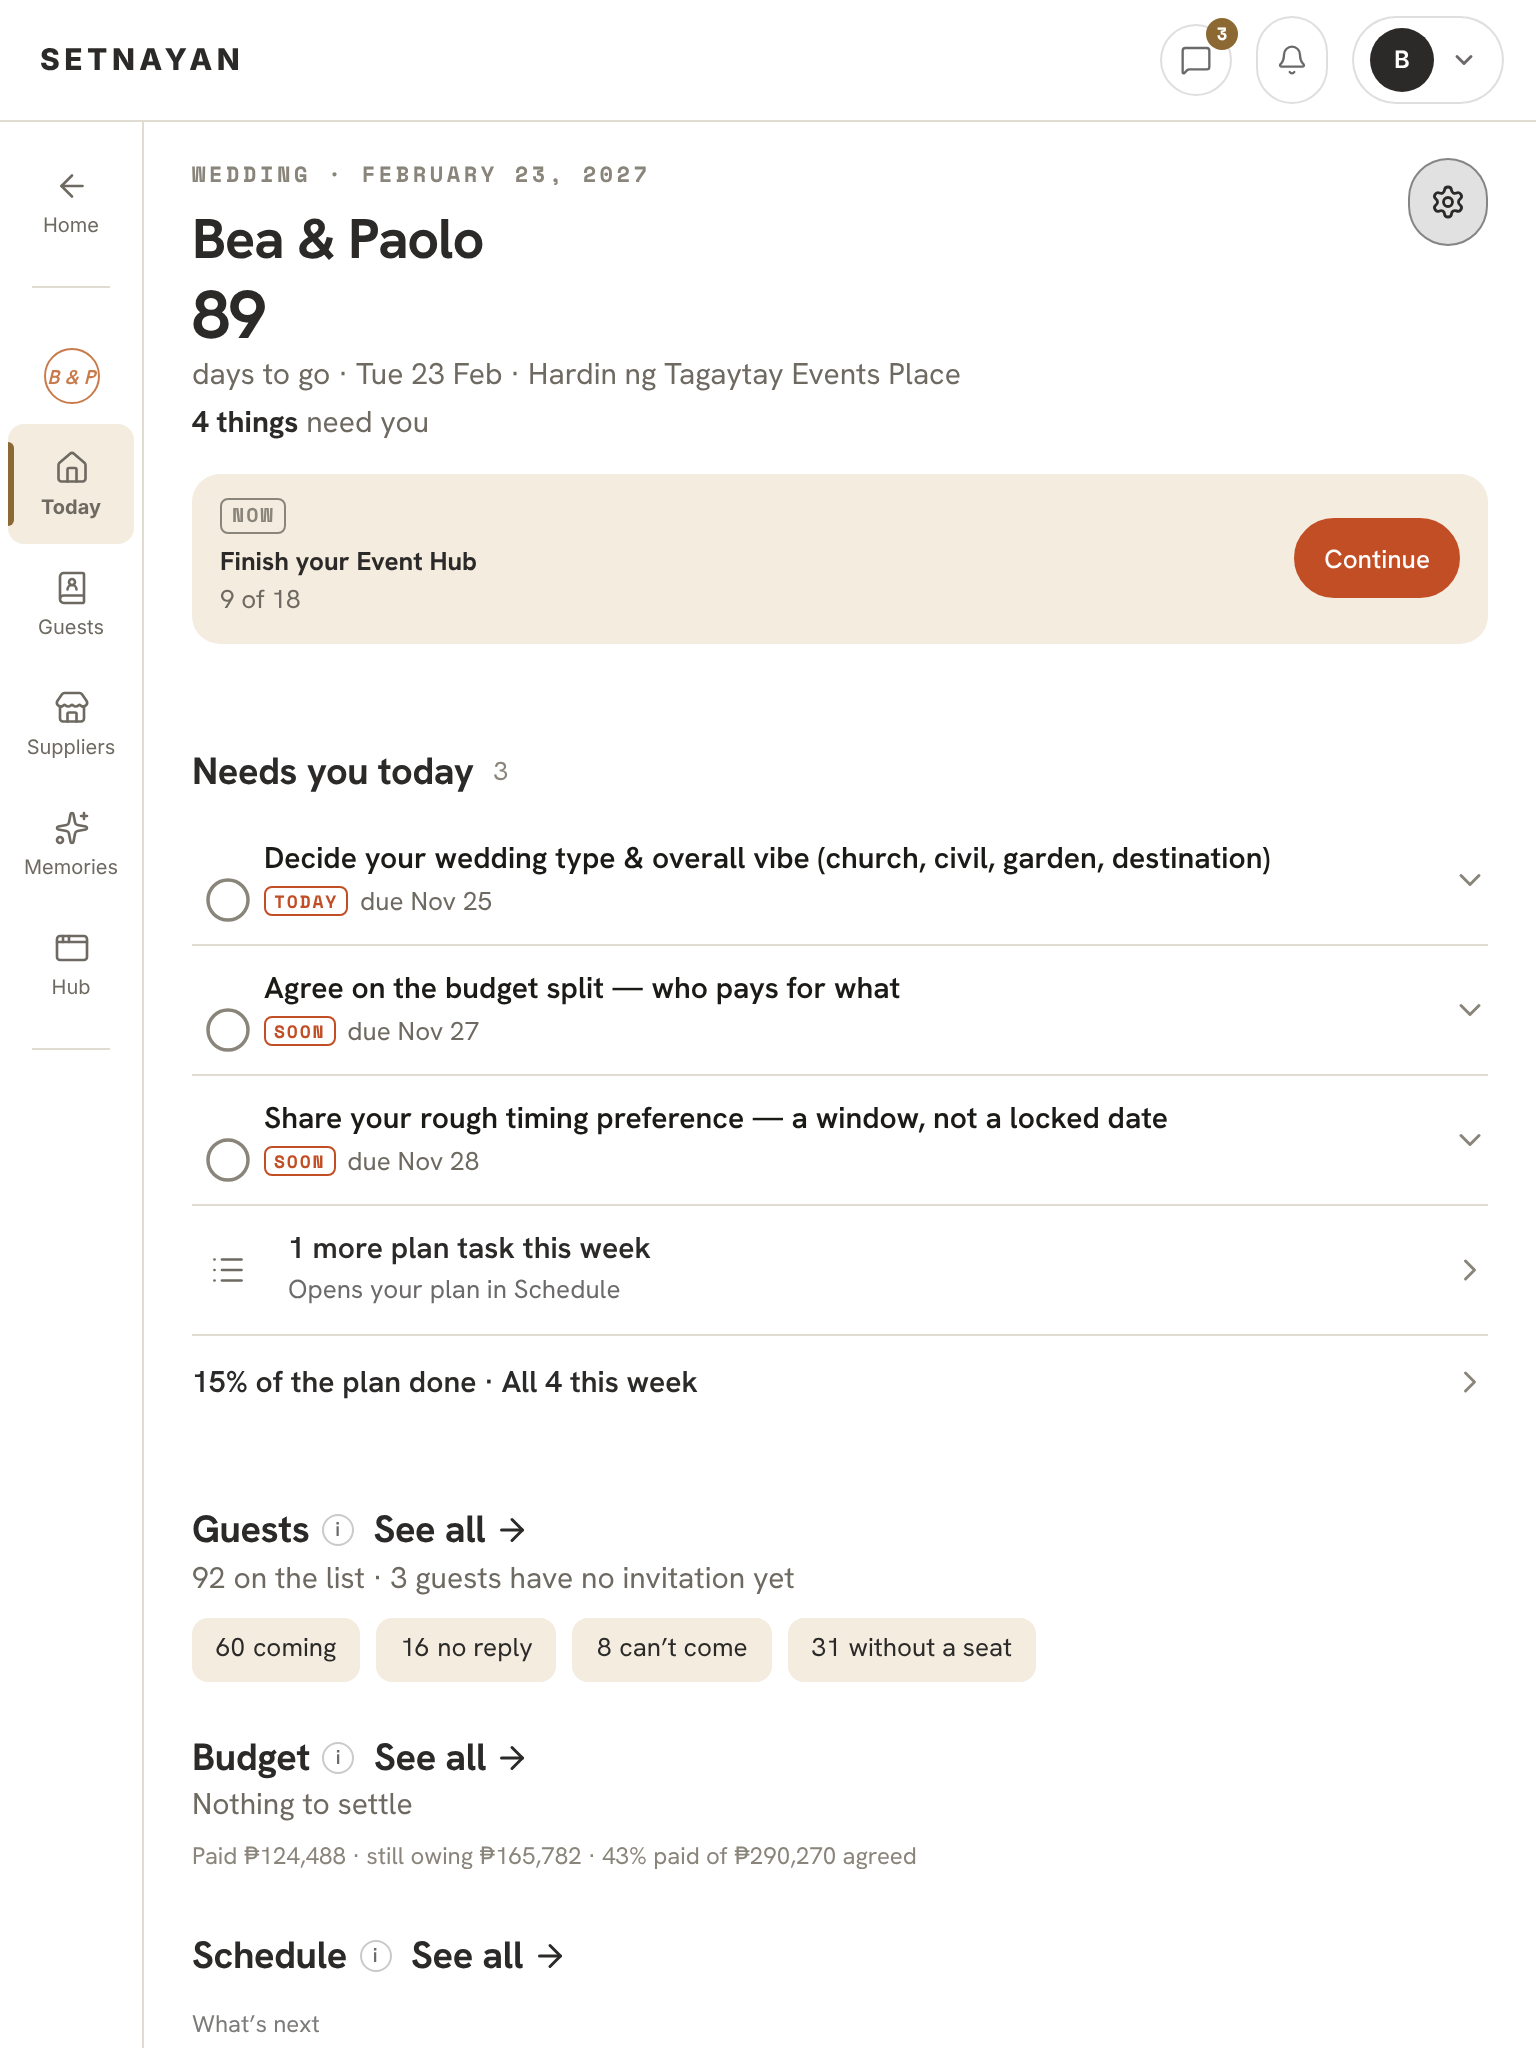 SETNAYAN
3
B
Home
B & P
Today
Guests
Suppliers
Memories
Hub
WEDDING · FEBRUARY 23, 2027
Bea & Paolo
89
days to go · Tue 23 Feb · Hardin ng Tagaytay Events Place
4 things need you
NOW
Finish your Event Hub
9 of 18
Continue
Needs you today 3
Decide your wedding type & overall vibe (church, civil, garden, destination)
TODAY due Nov 25
Agree on the budget split — who pays for what
SOON due Nov 27
Share your rough timing preference — a window, not a locked date
SOON due Nov 28
1 more plan task this week
Opens your plan in Schedule
15% of the plan done · All 4 this week
Guests i See all →
92 on the list · 3 guests have no invitation yet
60 coming
16 no reply
8 can’t come
31 without a seat
Budget i See all →
Nothing to settle
Paid ₱124,488 · still owing ₱165,782 · 43% paid of ₱290,270 agreed
Schedule i See all →
What’s next